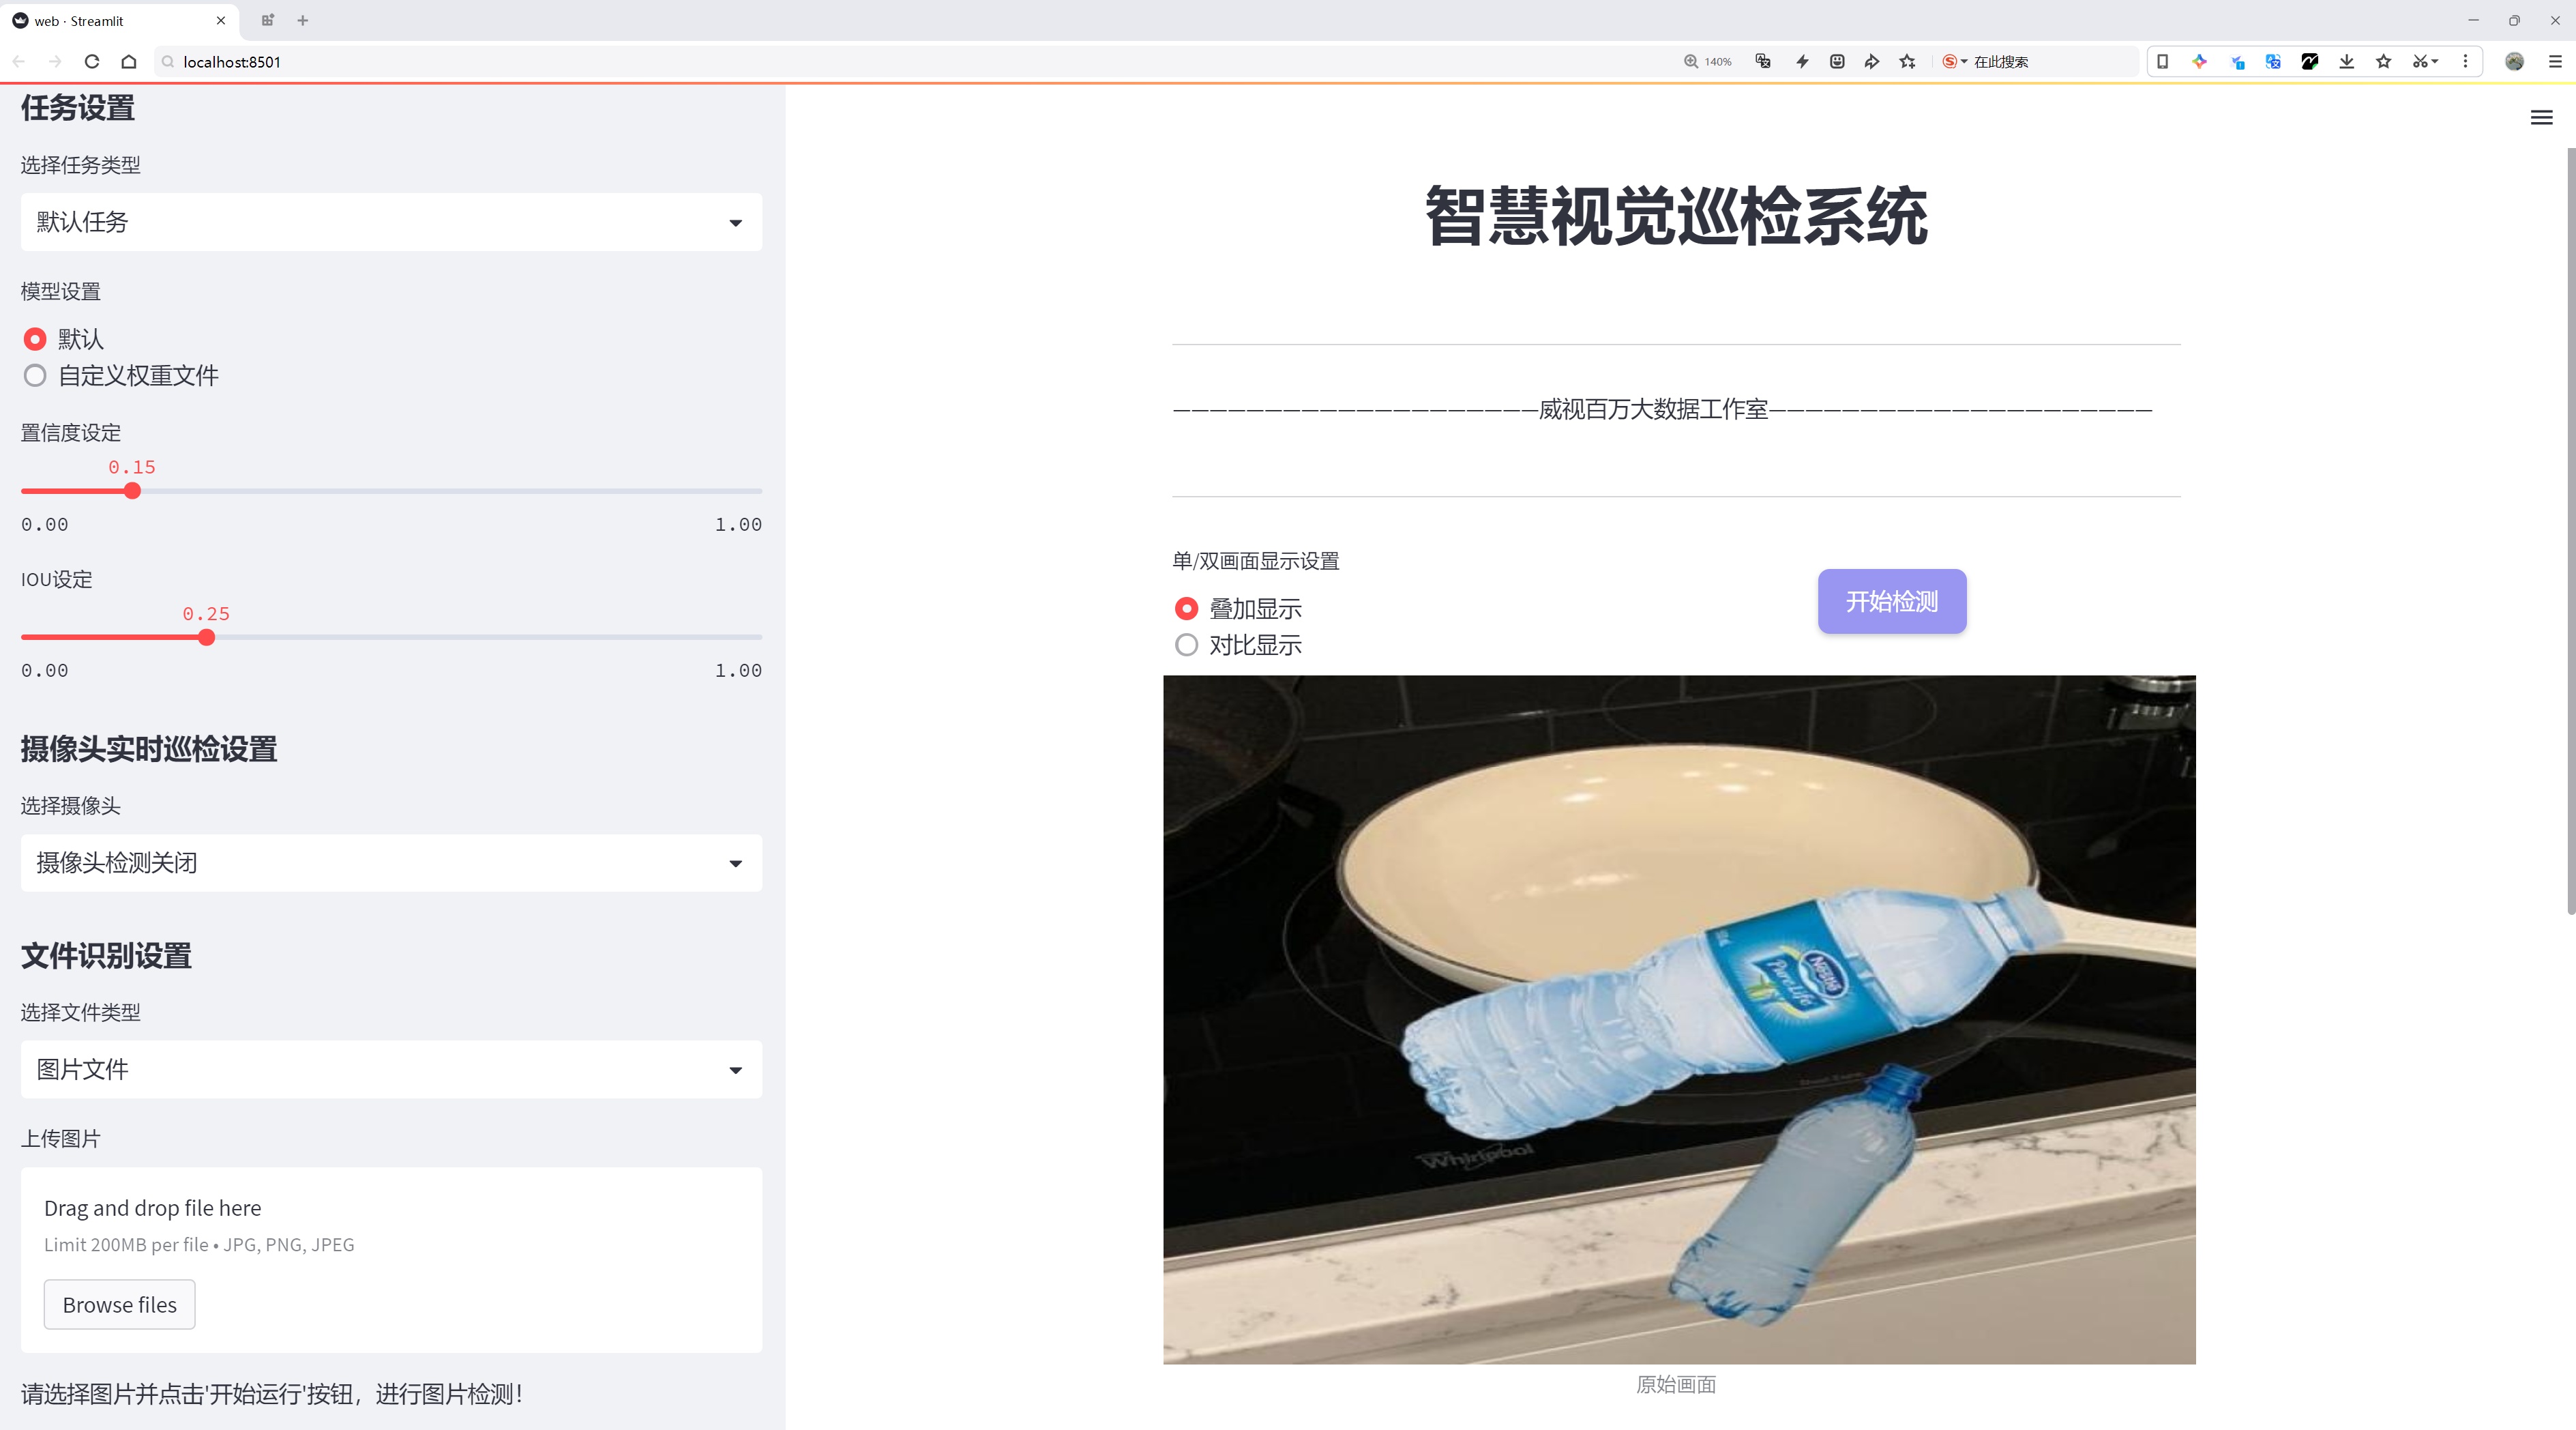 web · Streamlit
localhost:8501
140%
在此搜索
任务设置
选择任务类型
默认任务
模型设置
默认
自定义权重文件
置信度设定
0.15
0.00 1.00
IOU设定
0.25
0.00 1.00
摄像头实时巡检设置
选择摄像头
摄像头检测关闭
文件识别设置
选择文件类型
图片文件
上传图片
Drag and drop file here
Limit 200MB per file • JPG, PNG, JPEG
Browse files
请选择图片并点击'开始运行'按钮，进行图片检测！
智慧视觉巡检系统
————————————————————威视百万大数据工作室—————————————————————
单/双画面显示设置
叠加显示
对比显示
开始检测
Nestlé
Pure Life
Whirlpool
原始画面